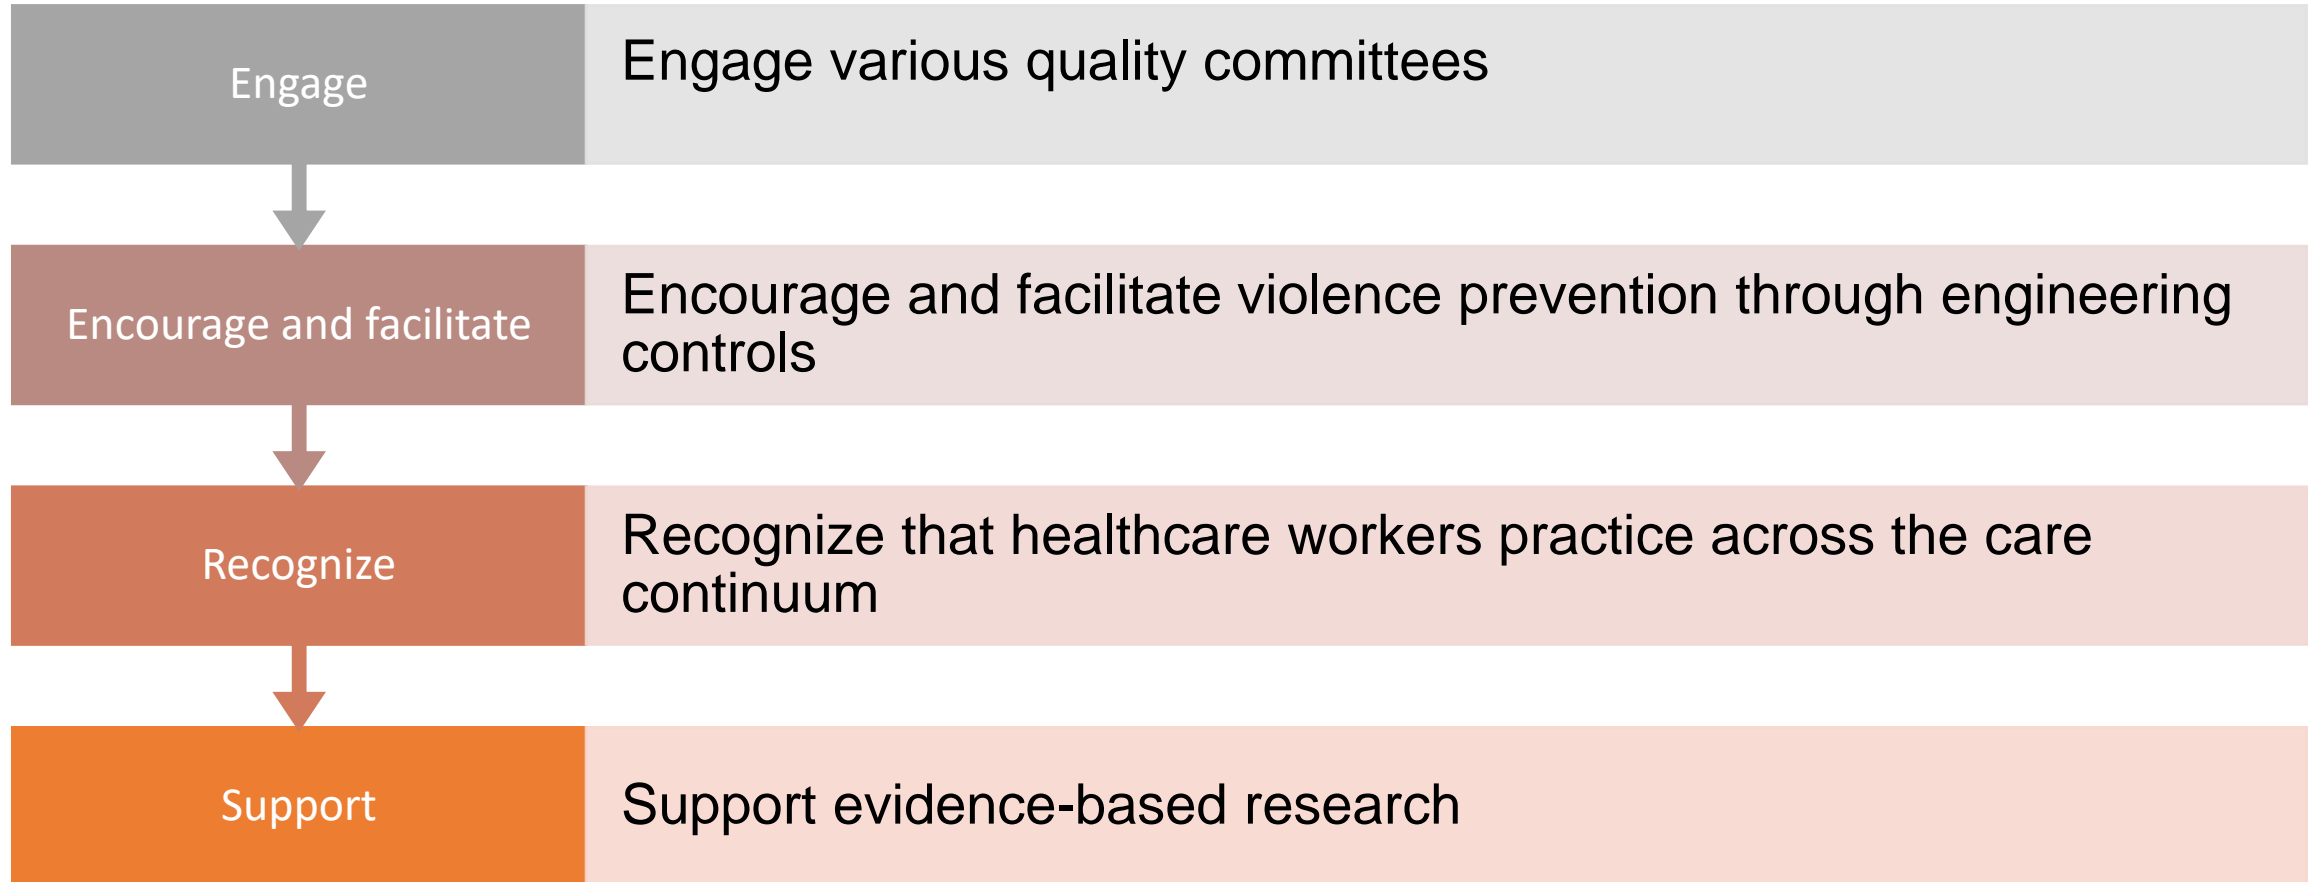 Engage
Engage various quality committees
Encourage and facilitate
Encourage and facilitate violence prevention through engineering
controls
Recognize
Recognize that healthcare workers practice across the care
continuum
Support
Support evidence-based research